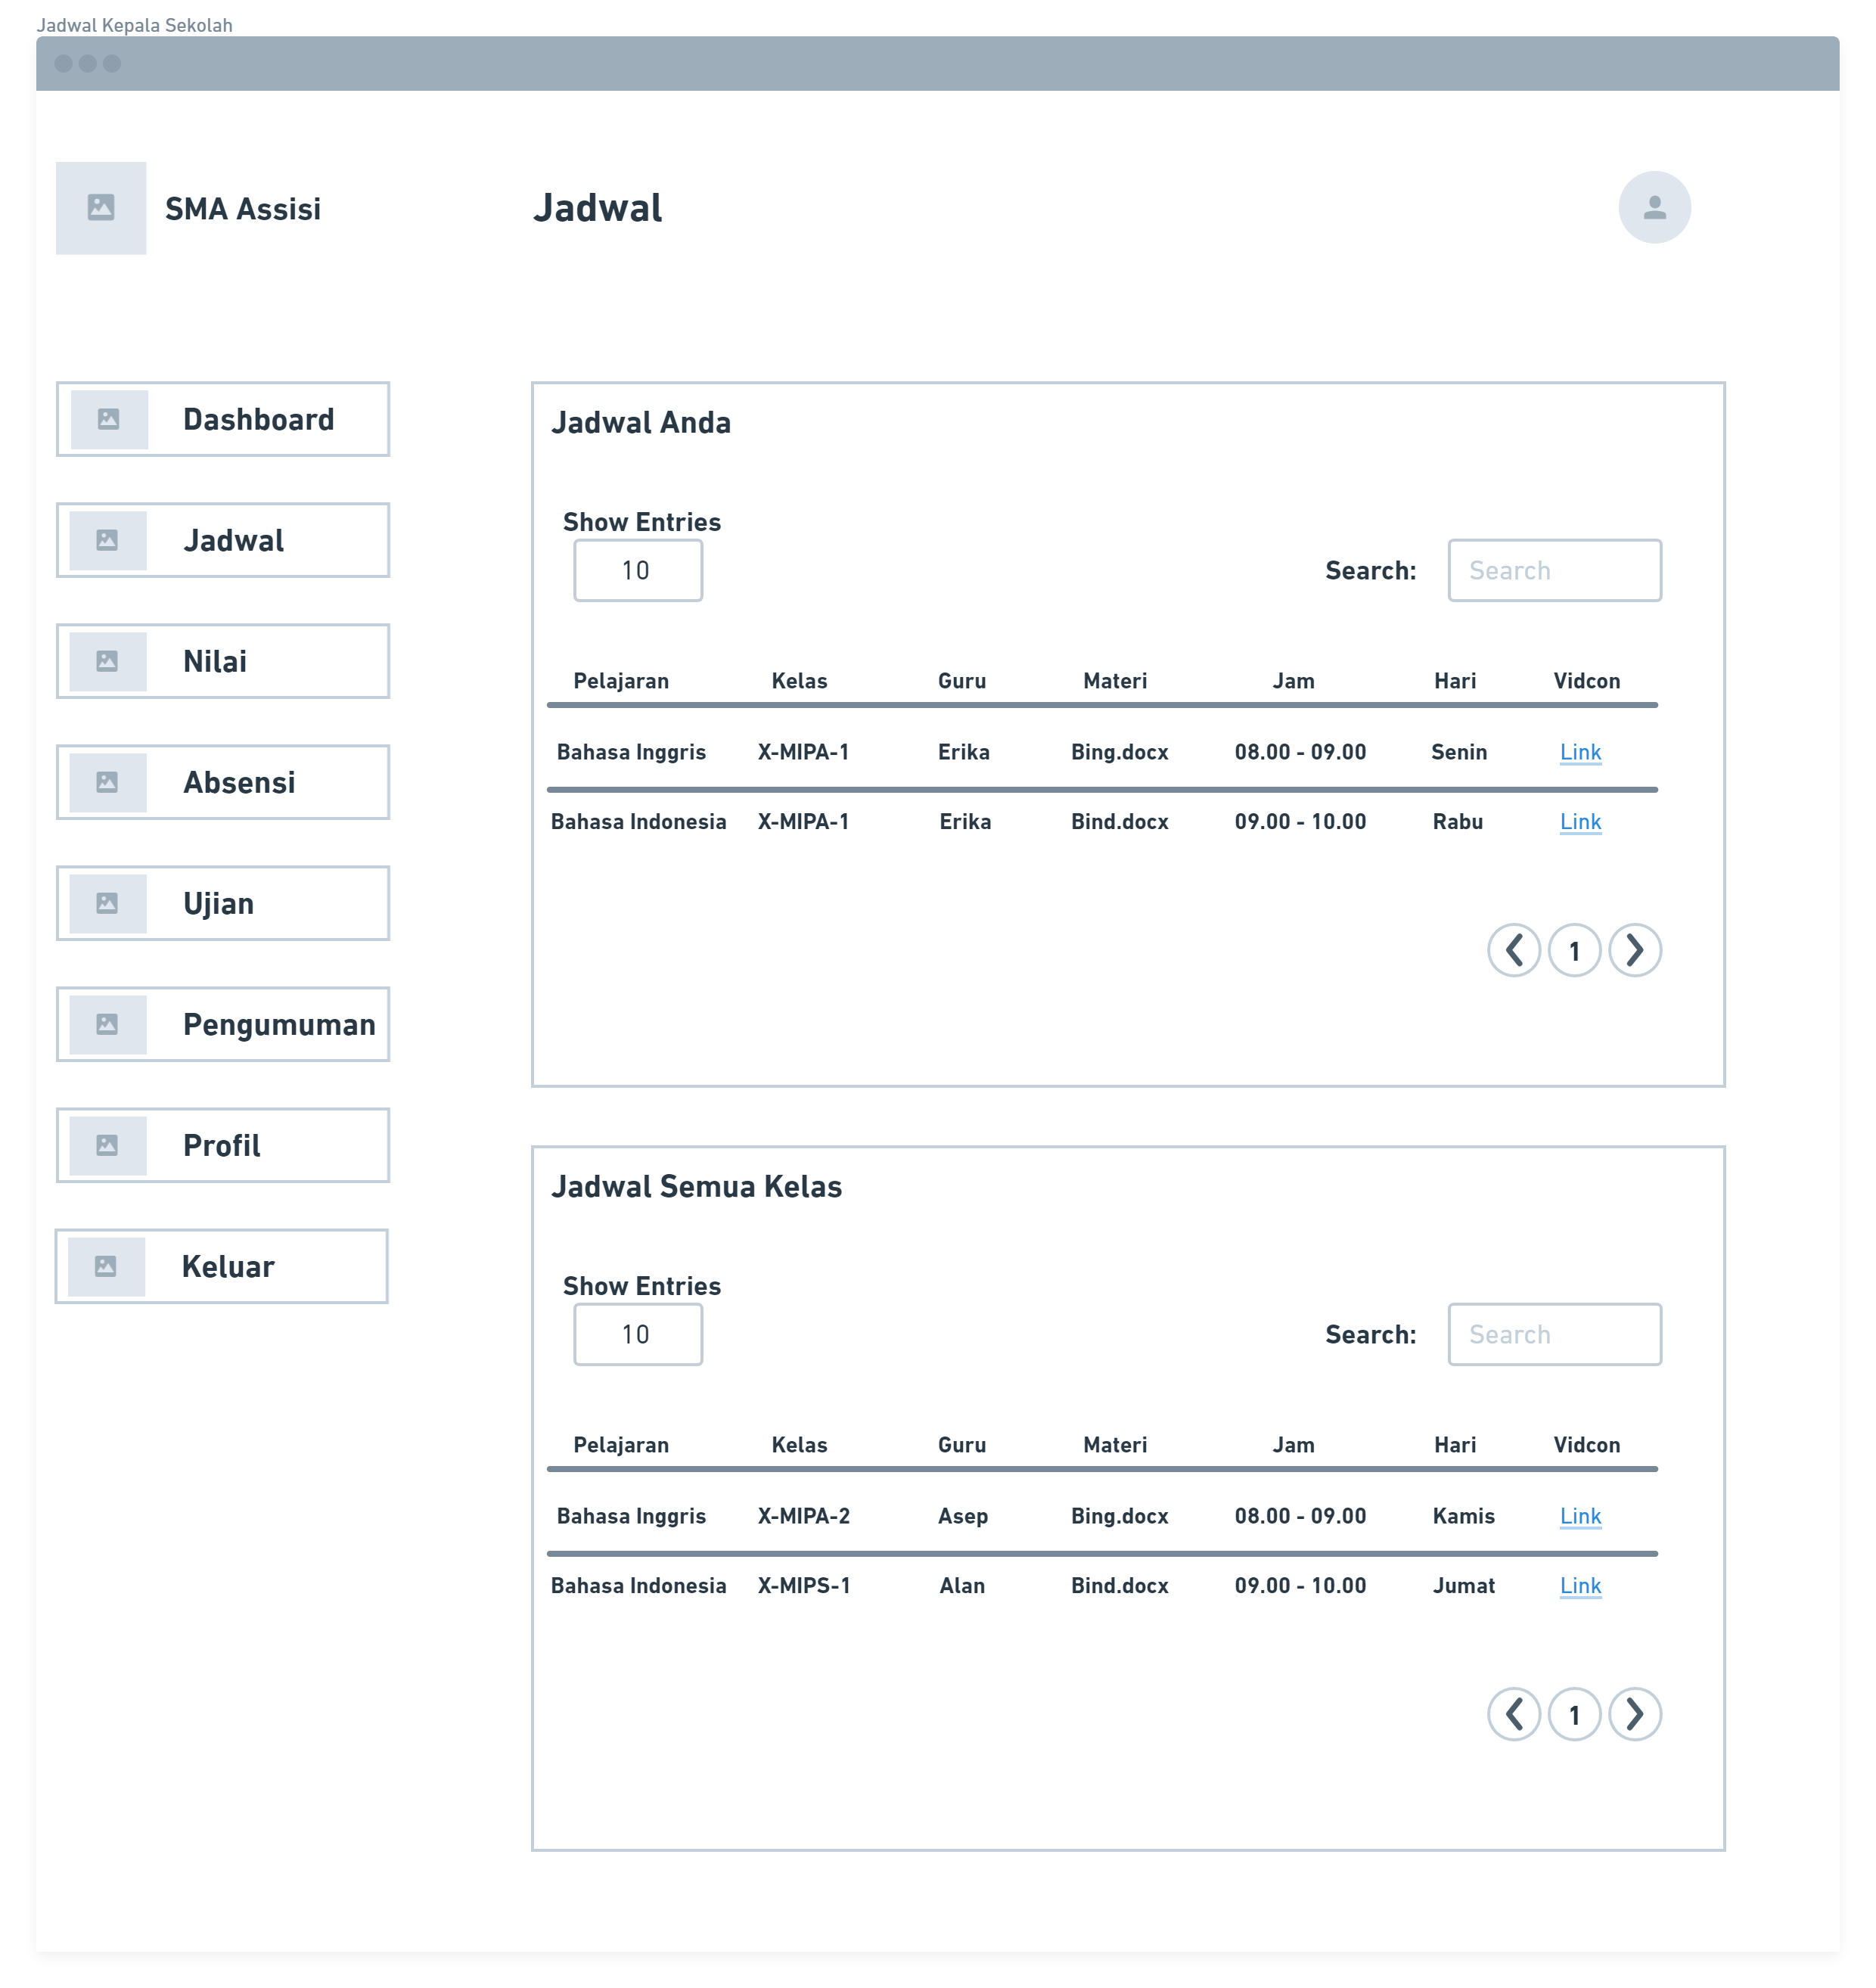 Jadwal Kepala Sekolah
SMA Assisi
Jadwal
Dashboard
Jadwal
Nilai
Absensi
Ujian
Pengumuman
Profil
Keluar
Jadwal Anda
Show Entries
10
Search: Search
Pelajaran Kelas Guru Materi Jam Hari Vidcon
Bahasa Inggris X-MIPA-1 Erika Bing.docx 08.00 - 09.00 Senin Link
Bahasa Indonesia X-MIPA-1 Erika Bind.docx 09.00 - 10.00 Rabu Link
1
Jadwal Semua Kelas
Show Entries
10
Search: Search
Pelajaran Kelas Guru Materi Jam Hari Vidcon
Bahasa Inggris X-MIPA-2 Asep Bing.docx 08.00 - 09.00 Kamis Link
Bahasa Indonesia X-MIPS-1 Alan Bind.docx 09.00 - 10.00 Jumat Link
1